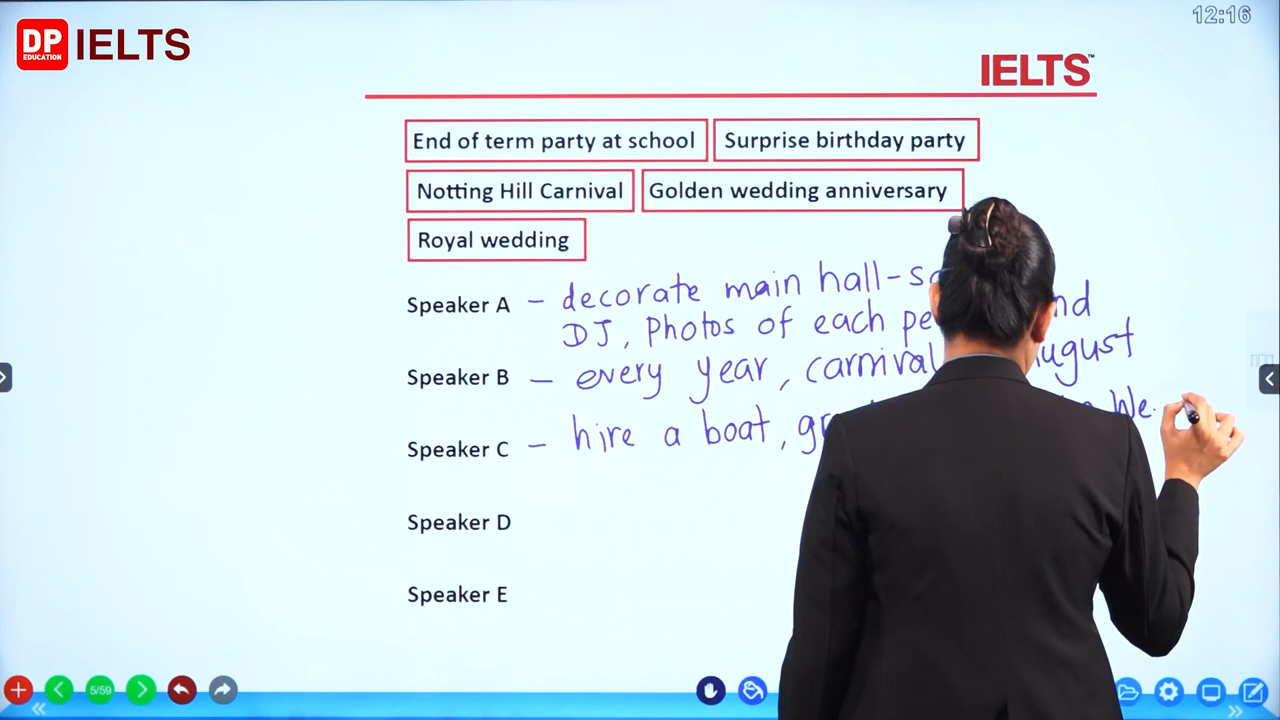 12:16
DP EDUCATION IELTS
IELTS™
End of term party at school Surprise birthday party
Notting Hill Carnival Golden wedding anniversary
Royal wedding
Speaker A – decorate main hall-
DJ, Photos of each
Speaker B – every year, carnival
Speaker C – hire a boat,
Speaker D
Speaker E
5/59